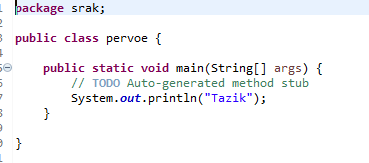 package srak;
public class pervoe {
public static void main(String[] args) {
// TODO Auto-generated method stub
System.out.println("Tazik");
}
}